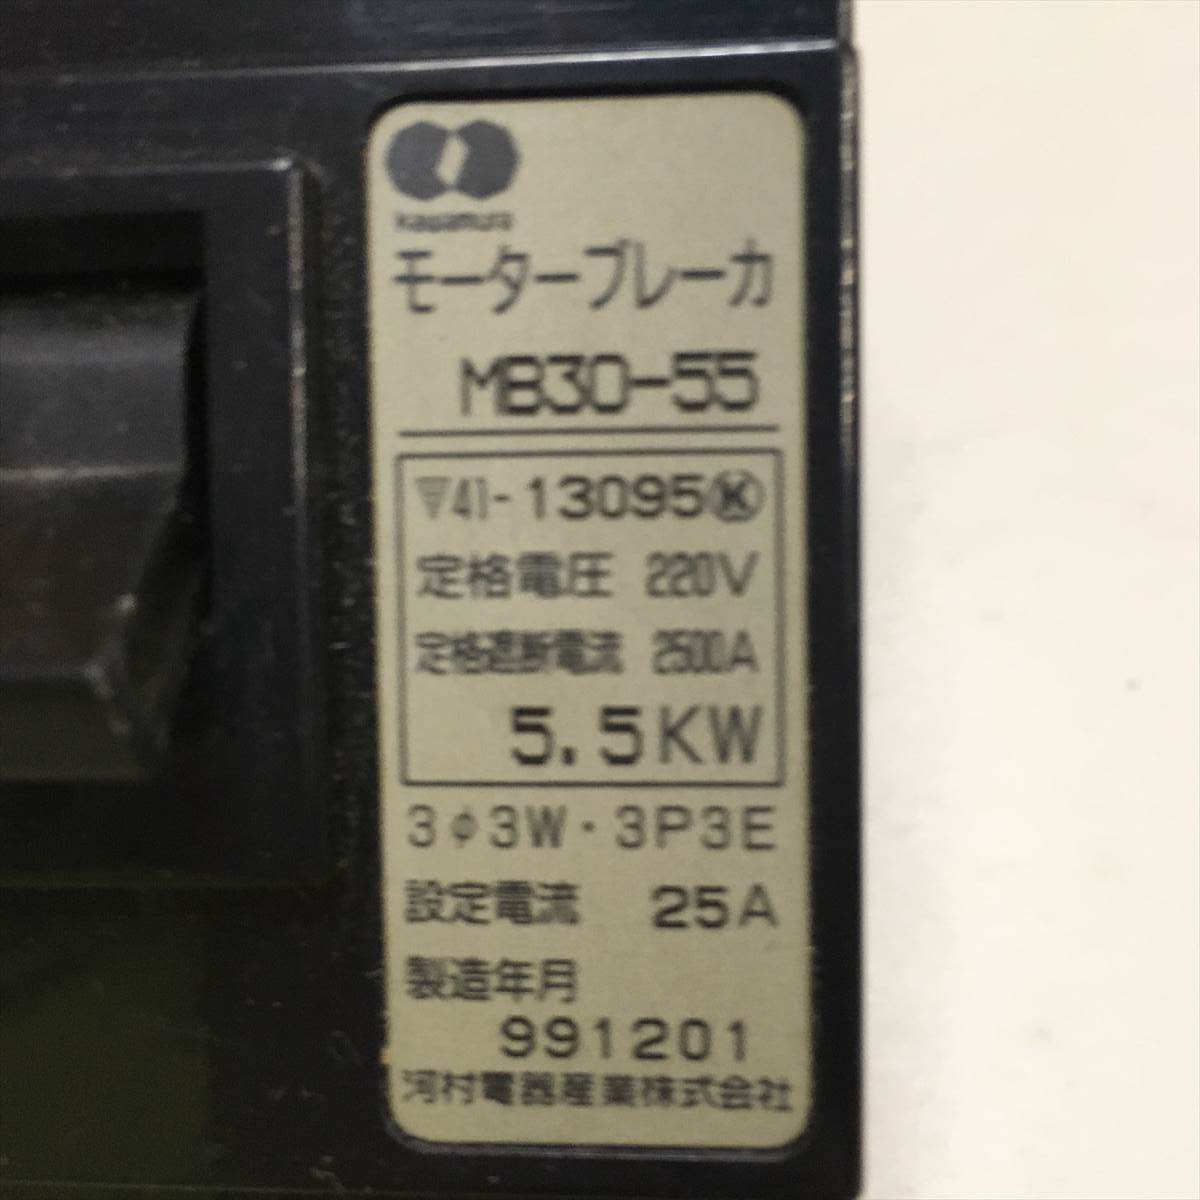 Kawamura
モーターブレーカ
MB30-55
▽41-13095Ⓚ
定格電圧 220V
定格遮断電流 2500A
5.5KW
3φ3W・3P3E
設定電流 25A
製造年月
991201
河村電器産業株式会社